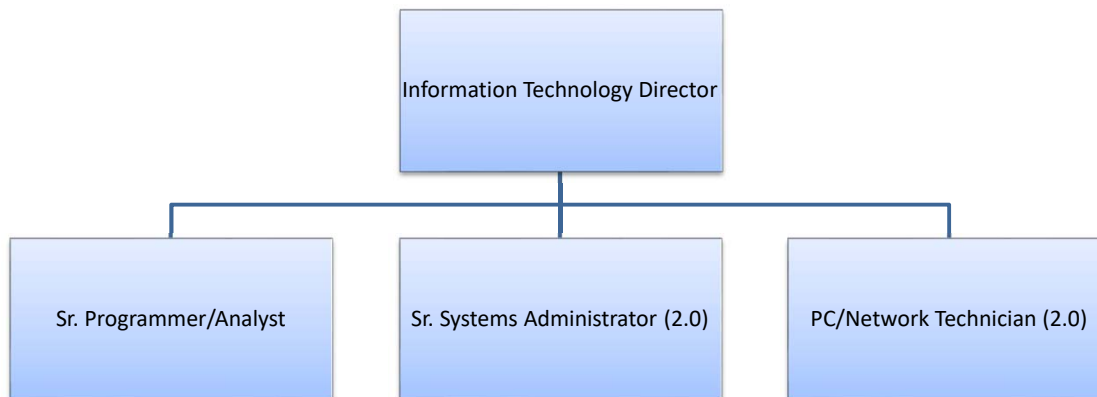 Information Technology Director
Sr. Programmer/Analyst
Sr. Systems Administrator (2.0)
PC/Network Technician (2.0)